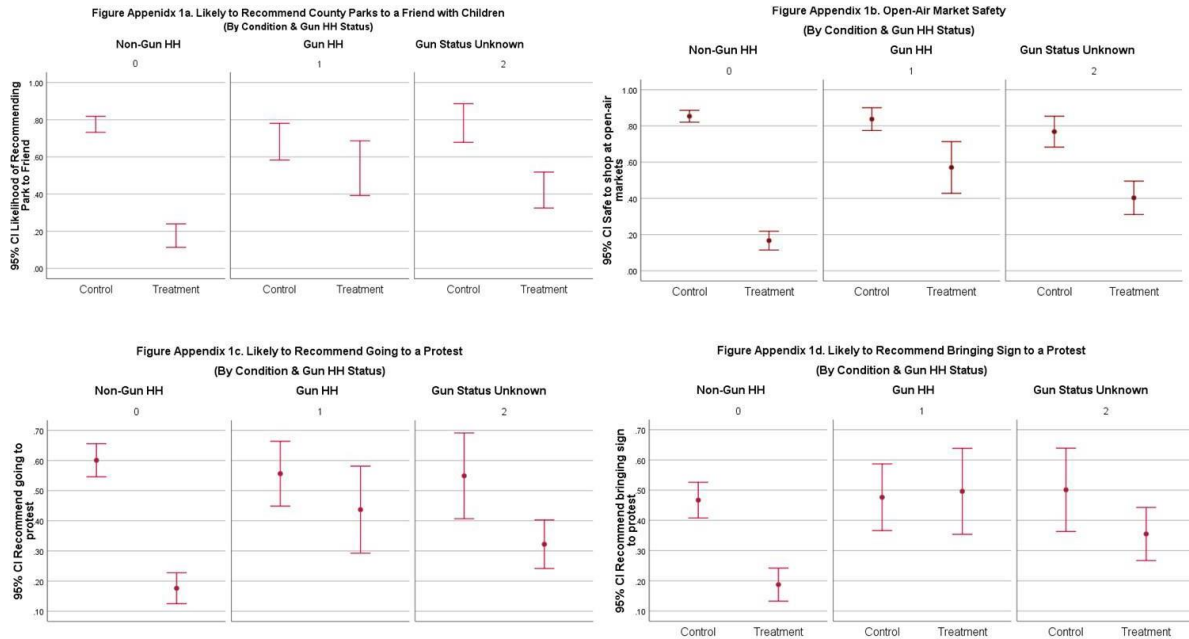 Figure Appenidx 1a. Likely to Recommend County Parks to a Friend with Children
(By Condition & Gun HH Status)
Non-Gun HH
Gun HH
Gun Status Unknown
0
1
2
95% CI Likelihood of Recommending
Park to Friend
1.00
.80
.60
.40
.20
.00
Control
Treatment
Control
Treatment
Control
Treatment
Figure Appendix 1b. Open-Air Market Safety
(By Condition & Gun HH Status)
Non-Gun HH
Gun HH
Gun Status Unknown
0
1
2
95% CI Safe to shop at open-air
markets
1.00
.80
.60
.40
.20
.00
Control
Treatment
Control
Treatment
Control
Treatment
Figure Appendix 1c. Likely to Recommend Going to a Protest
(By Condition & Gun HH Status)
Non-Gun HH
Gun HH
Gun Status Unknown
0
1
2
95% CI Recommend going to
protest
.70
.60
.50
.40
.30
.20
.10
Control
Treatment
Control
Treatment
Control
Treatment
Figure Appendix 1d. Likely to Recommend Bringing Sign to a Protest
(By Condition & Gun HH Status)
Non-Gun HH
Gun HH
Gun Status Unknown
0
1
2
95% CI Recommend bringing sign
to protest
.70
.60
.50
.40
.30
.20
.10
Control
Treatment
Control
Treatment
Control
Treatment